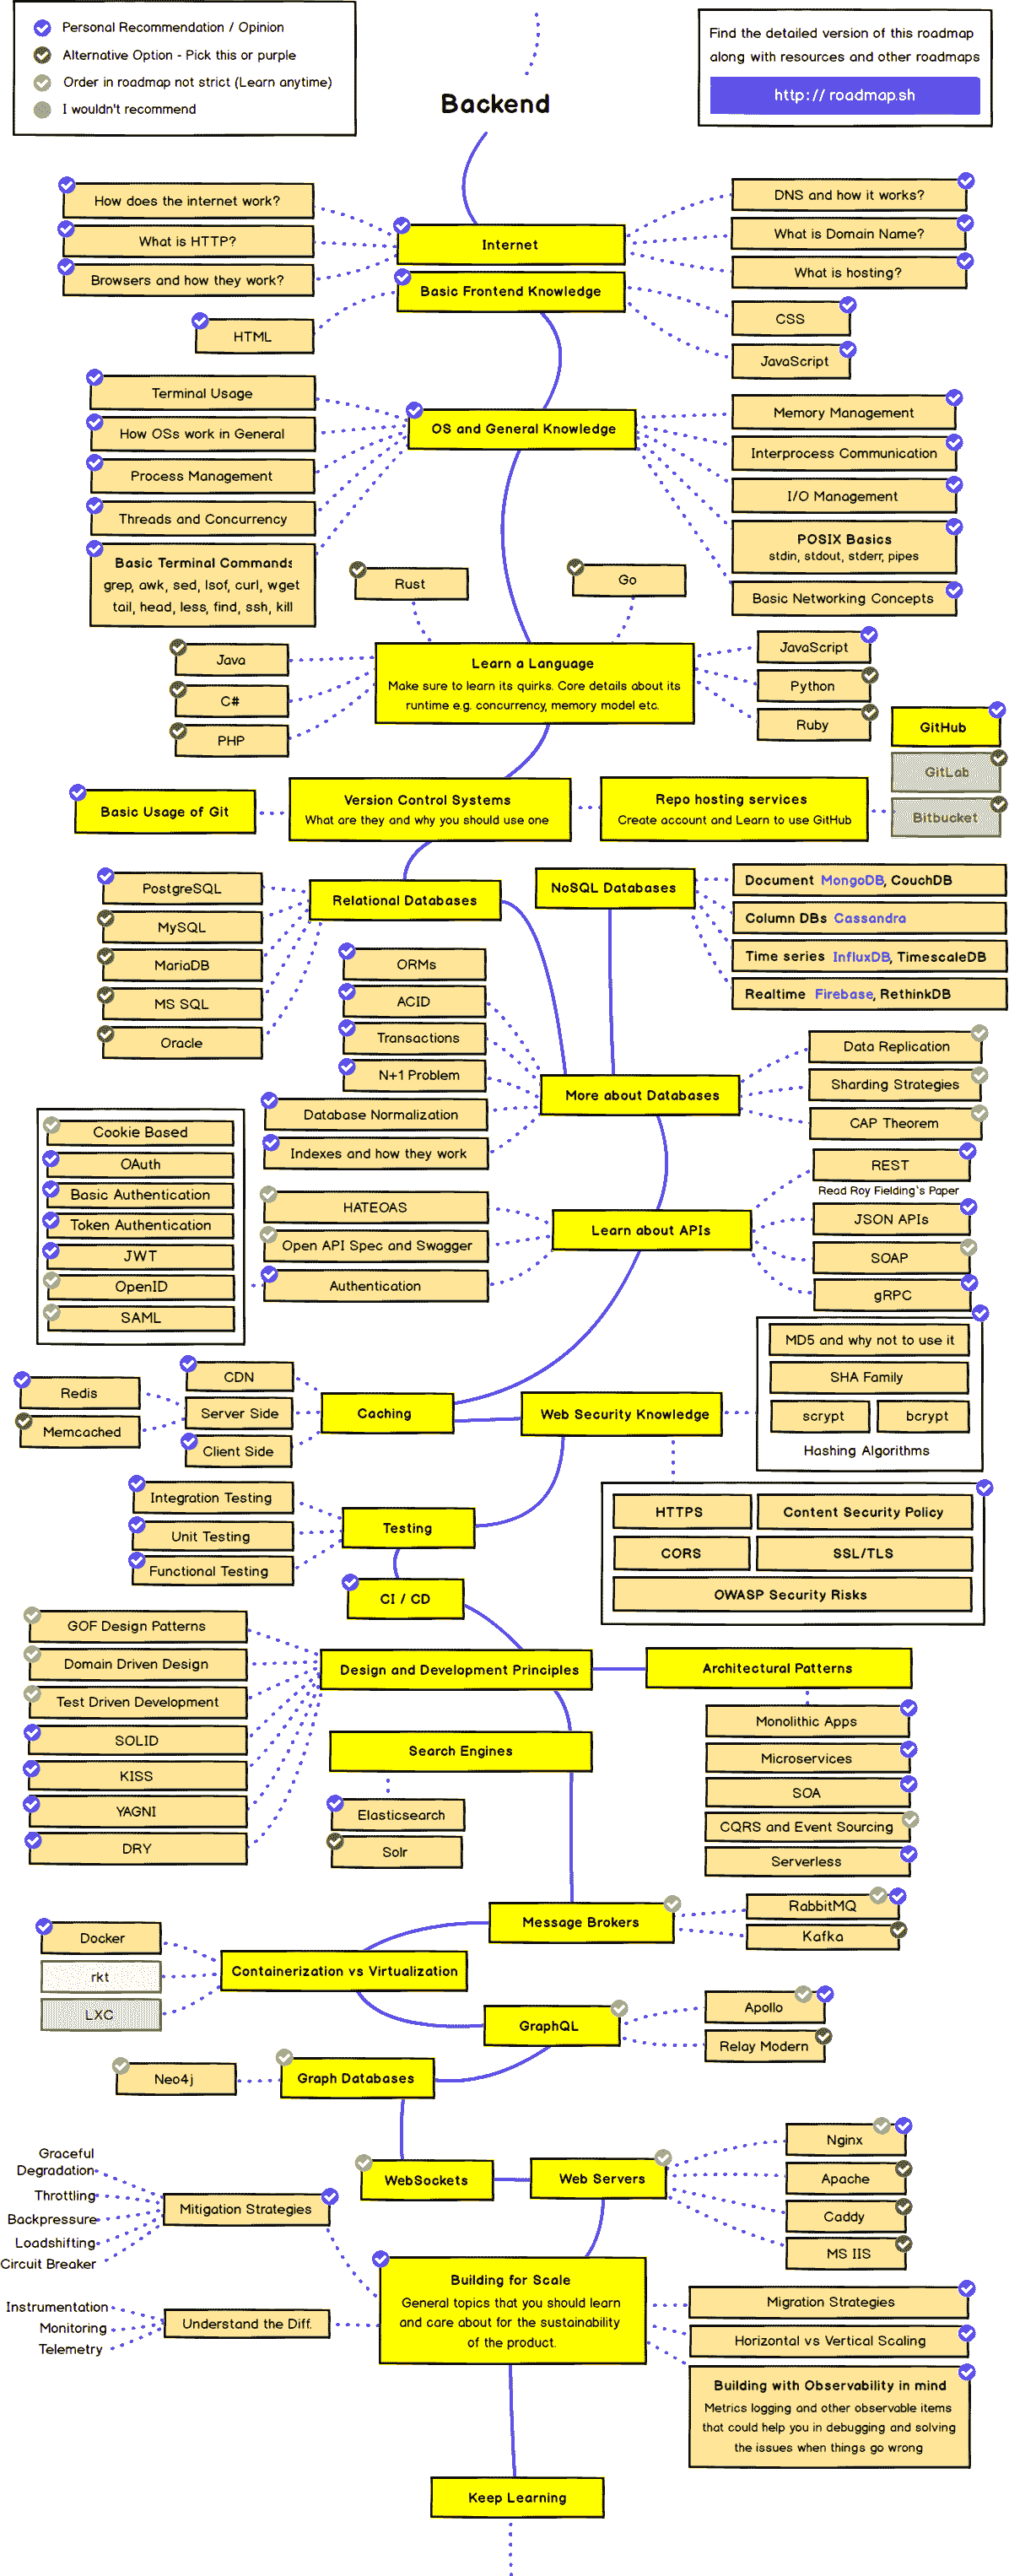 Personal Recommendation / Opinion
Alternative Option - Pick this or purple
Order in roadmap not strict (Learn anytime)
I wouldn't recommend
Find the detailed version of this roadmap
along with resources and other roadmaps
http://roadmap.sh
Backend
How does the internet work?
What is HTTP?
Browsers and how they work?
Internet
DNS and how it works?
What is Domain Name?
What is hosting?
Basic Frontend Knowledge
HTML
CSS
JavaScript
Terminal Usage
How OSs work in General
Process Management
Threads and Concurrency
Basic Terminal Commands
grep, awk, sed, lsof, curl, wget
tail, head, less, find, ssh, kill
OS and General Knowledge
Memory Management
Interprocess Communication
I/O Management
POSIX Basics
stdin, stdout, stderr, pipes
Basic Networking Concepts
Rust
Go
Java
C#
PHP
Learn a Language
Make sure to learn its quirks. Core details about its
runtime e.g. concurrency, memory model etc.
JavaScript
Python
Ruby
GitHub
GitLab
Bitbucket
Basic Usage of Git
Version Control Systems
What are they and why you should use one
Repo hosting services
Create account and Learn to use GitHub
PostgreSQL
MySQL
MariaDB
MS SQL
Oracle
Relational Databases
NoSQL Databases
Document MongoDB, CouchDB
Column DBs Cassandra
Time series InfluxDB, TimescaleDB
Realtime Firebase, RethinkDB
ORMs
ACID
Transactions
N+1 Problem
Database Normalization
Indexes and how they work
More about Databases
Data Replication
Sharding Strategies
CAP Theorem
Cookie Based
OAuth
Basic Authentication
Token Authentication
JWT
OpenID
SAML
HATEOAS
Open API Spec and Swagger
Authentication
Learn about APIs
REST
Read Roy Fielding's Paper
JSON APIs
SOAP
gRPC
MD5 and why not to use it
SHA Family
scrypt
bcrypt
Hashing Algorithms
Redis
Memcached
CDN
Server Side
Client Side
Caching
Web Security Knowledge
HTTPS
Content Security Policy
CORS
SSL/TLS
OWASP Security Risks
Integration Testing
Unit Testing
Functional Testing
Testing
CI / CD
GOF Design Patterns
Domain Driven Design
Test Driven Development
SOLID
KISS
YAGNI
DRY
Design and Development Principles
Architectural Patterns
Monolithic Apps
Microservices
SOA
CQRS and Event Sourcing
Serverless
Search Engines
Elasticsearch
Solr
Message Brokers
RabbitMQ
Kafka
Docker
rkt
LXC
Containerization vs Virtualization
GraphQL
Apollo
Relay Modern
Neo4j
Graph Databases
WebSockets
Web Servers
Nginx
Apache
Caddy
MS IIS
Graceful
Degradation
Throttling
Backpressure
Loadshifting
Circuit Breaker
Mitigation Strategies
Instrumentation
Monitoring
Telemetry
Understand the Diff.
Building for Scale
General topics that you should learn
and care about for the sustainability
of the product.
Migration Strategies
Horizontal vs Vertical Scaling
Building with Observability in mind
Metrics logging and other observable items
that could help you in debugging and solving
the issues when things go wrong
Keep Learning